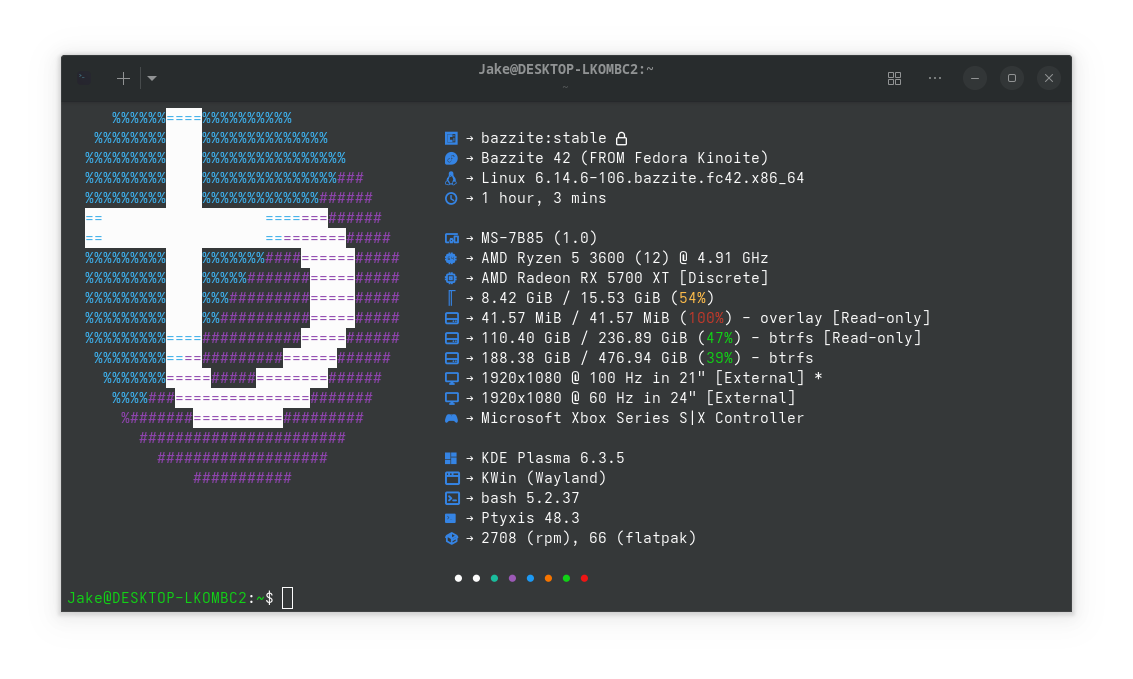 Jake@DESKTOP-LKOMBC2:~
~
→ bazzite:stable
→ Bazzite 42 (FROM Fedora Kinoite)
→ Linux 6.14.6-106.bazzite.fc42.x86_64
→ 1 hour, 3 mins
→ MS-7B85 (1.0)
→ AMD Ryzen 5 3600 (12) @ 4.91 GHz
→ AMD Radeon RX 5700 XT [Discrete]
→ 8.42 GiB / 15.53 GiB (54%)
→ 41.57 MiB / 41.57 MiB (100%) - overlay [Read-only]
→ 110.40 GiB / 236.89 GiB (47%) - btrfs [Read-only]
→ 188.38 GiB / 476.94 GiB (39%) - btrfs
→ 1920x1080 @ 100 Hz in 21" [External] *
→ 1920x1080 @ 60 Hz in 24" [External]
→ Microsoft Xbox Series S|X Controller
→ KDE Plasma 6.3.5
→ KWin (Wayland)
→ bash 5.2.37
→ Ptyxis 48.3
→ 2708 (rpm), 66 (flatpak)
Jake@DESKTOP-LKOMBC2:~$